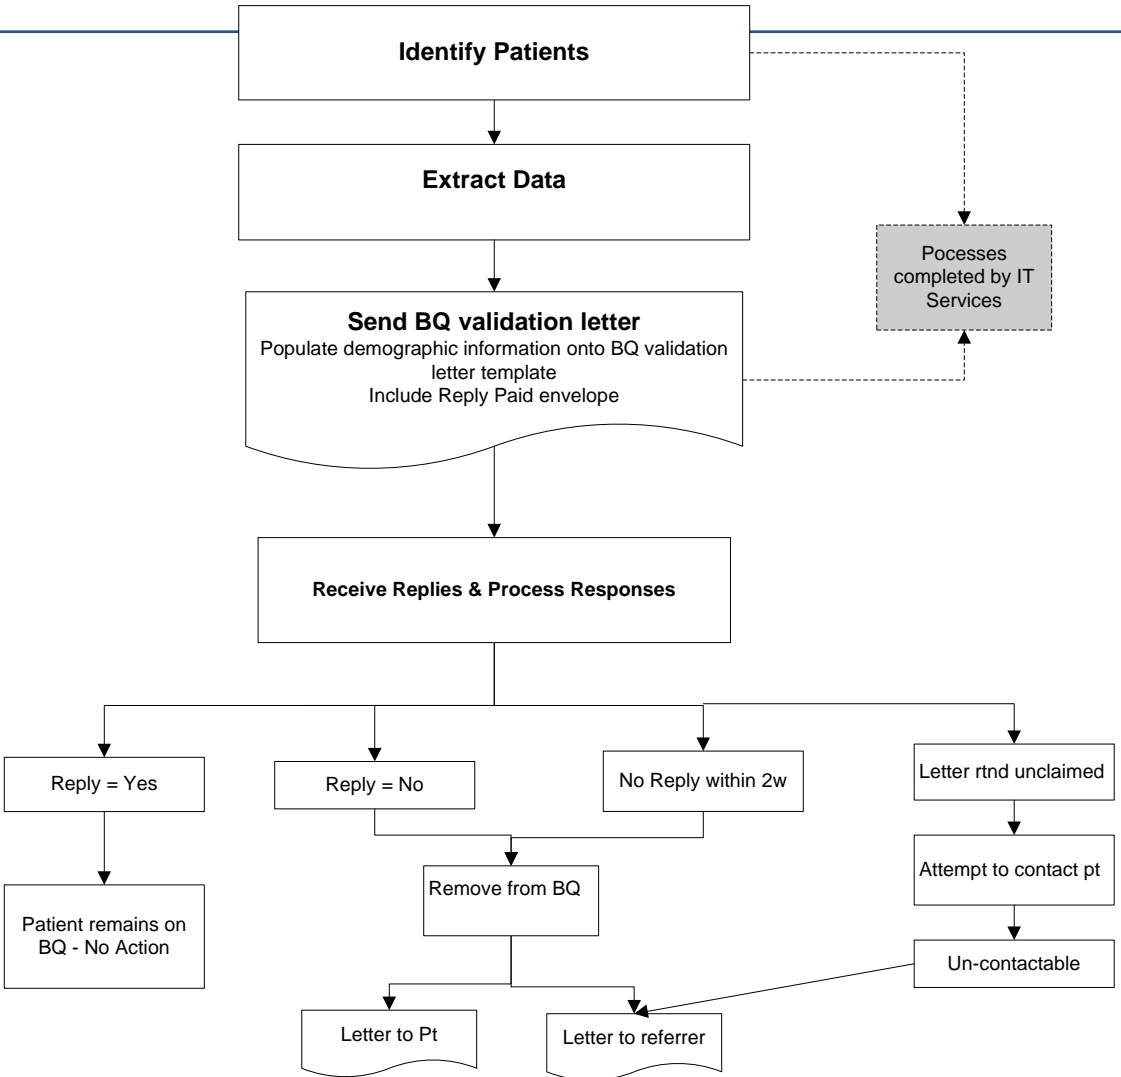 Identify Patients
Extract Data
Pocesses
completed by IT
Services
Send BQ validation letter
Populate demographic information onto BQ validation
letter template
Include Reply Paid envelope
Receive Replies & Process Responses
Reply = Yes
Reply = No
No Reply within 2w
Letter rtnd unclaimed
Patient remains on
BQ - No Action
Remove from BQ
Attempt to contact pt
Un-contactable
Letter to Pt
Letter to referrer